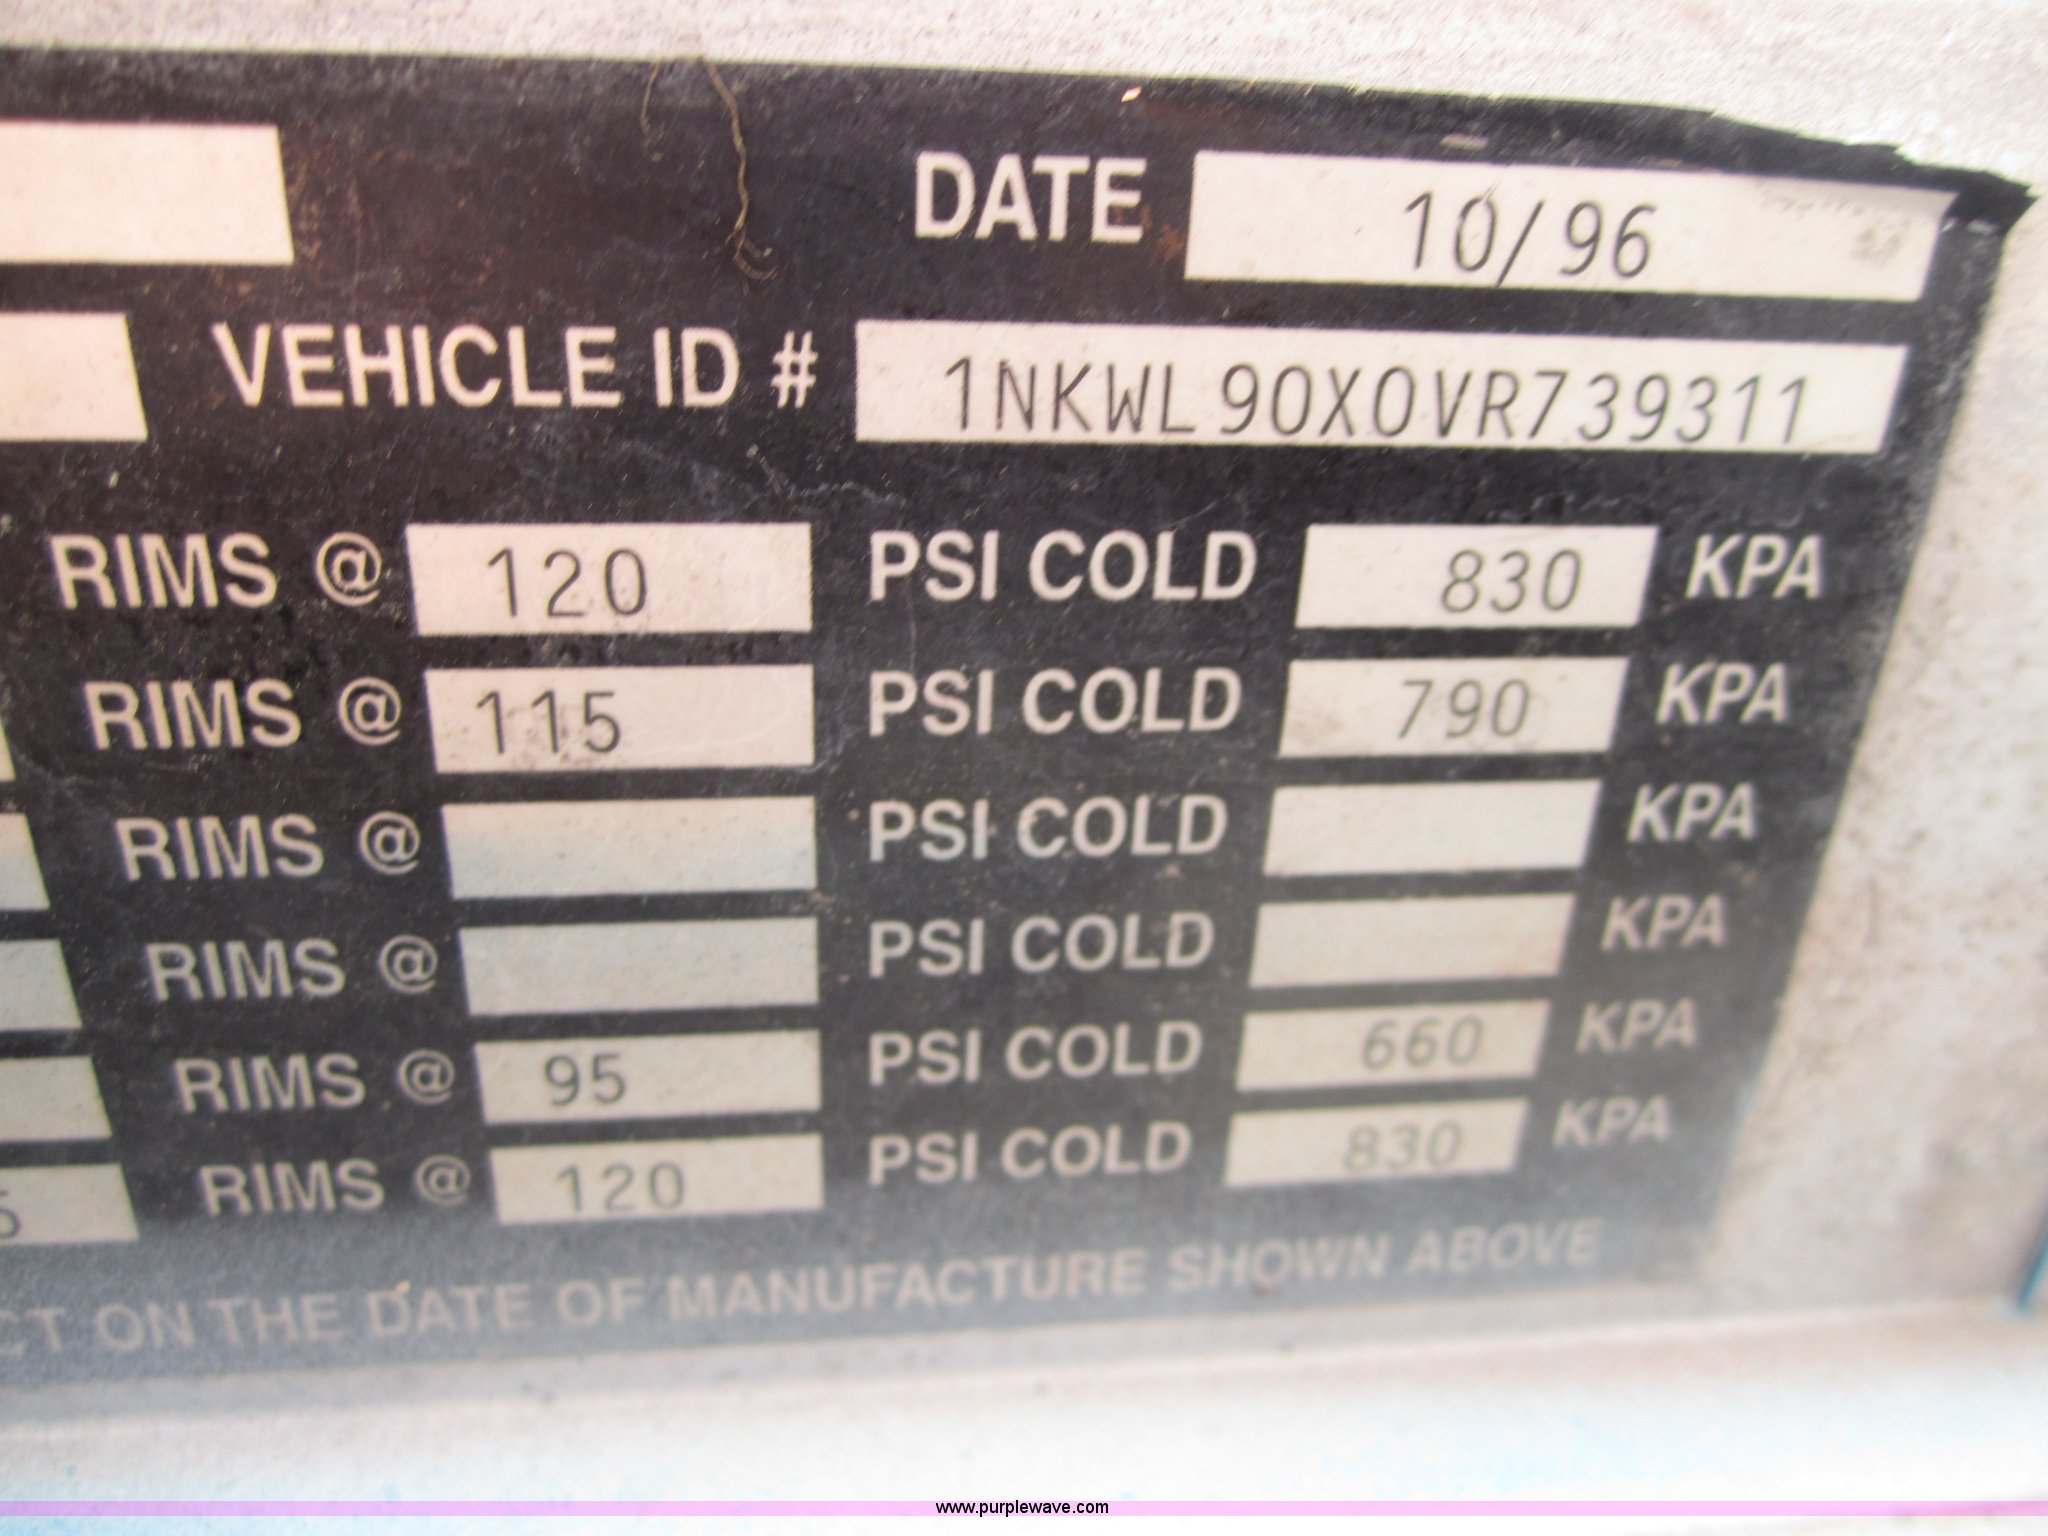 DATE 10/96
VEHICLE ID # 1NKWL90X0VR739311
RIMS @ 120 PSI COLD 830 KPA
RIMS @ 115 PSI COLD 790 KPA
RIMS @ PSI COLD KPA
RIMS @ PSI COLD KPA
RIMS @ 95 PSI COLD 660 KPA
5 RIMS @ 120 PSI COLD 830 KPA
CT ON THE DATE OF MANUFACTURE SHOWN ABOVE
www.purplewave.com